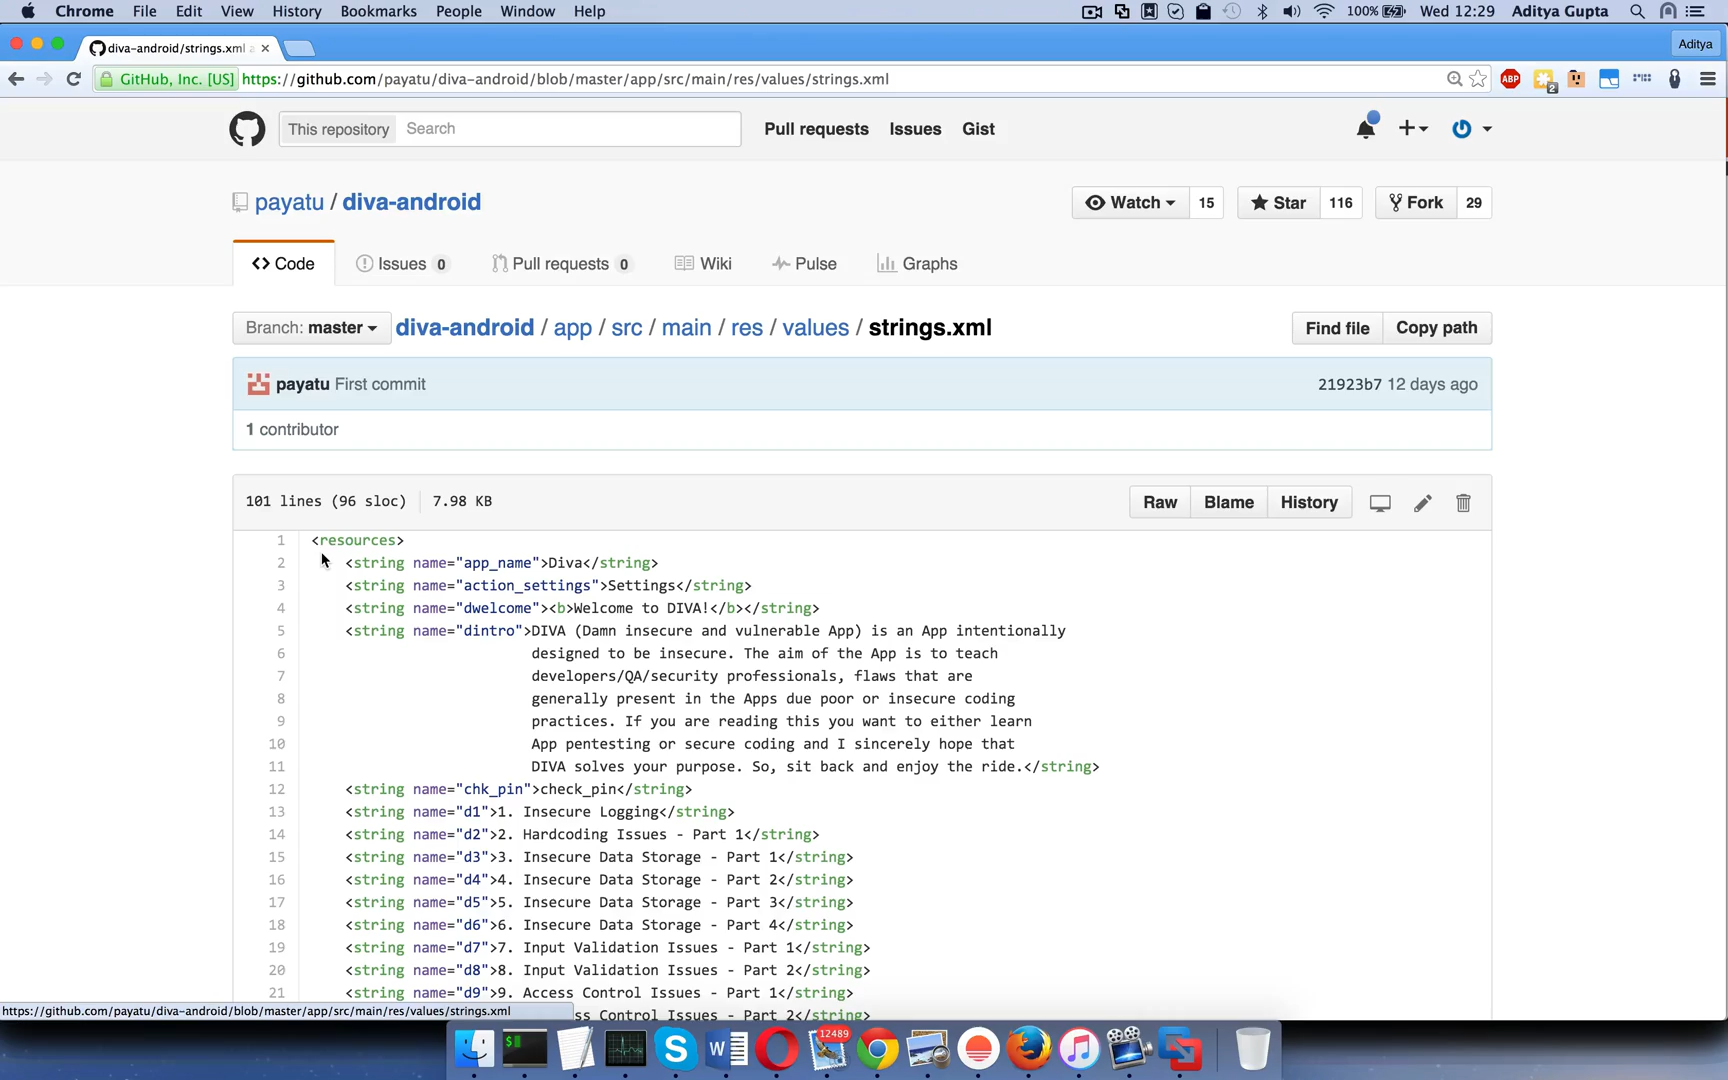 Chrome File Edit View History Bookmarks People Window Help 100% Wed 12:29 Aditya Gupta
diva-android/strings.xml a Aditya
GitHub, Inc. [US] https://github.com/payatu/diva-android/blob/master/app/src/main/res/values/strings.xml ABP 2
This repository Search Pull requests Issues Gist
payatu / diva-android Watch 15 Star 116 Fork 29
<> Code Issues 0 Pull requests 0 Wiki Pulse Graphs
Branch: master diva-android / app / src / main / res / values / strings.xml Find file Copy path
payatu First commit 21923b7 12 days ago
1 contributor
101 lines (96 sloc) 7.98 KB Raw Blame History
1 <resources>
2 <string name="app_name">Diva</string>
3 <string name="action_settings">Settings</string>
4 <string name="dwelcome"><b>Welcome to DIVA!</b></string>
5 <string name="dintro">DIVA (Damn insecure and vulnerable App) is an App intentionally
6 designed to be insecure. The aim of the App is to teach
7 developers/QA/security professionals, flaws that are
8 generally present in the Apps due poor or insecure coding
9 practices. If you are reading this you want to either learn
10 App pentesting or secure coding and I sincerely hope that
11 DIVA solves your purpose. So, sit back and enjoy the ride.</string>
12 <string name="chk_pin">check_pin</string>
13 <string name="d1">1. Insecure Logging</string>
14 <string name="d2">2. Hardcoding Issues - Part 1</string>
15 <string name="d3">3. Insecure Data Storage - Part 1</string>
16 <string name="d4">4. Insecure Data Storage - Part 2</string>
17 <string name="d5">5. Insecure Data Storage - Part 3</string>
18 <string name="d6">6. Insecure Data Storage - Part 4</string>
19 <string name="d7">7. Input Validation Issues - Part 1</string>
20 <string name="d8">8. Input Validation Issues - Part 2</string>
21 <string name="d9">9. Access Control Issues - Part 1</string>
https://github.com/payatu/diva-android/blob/master/app/src/main/res/values/strings.xml
ss Control Issues - Part 2</string>
12489